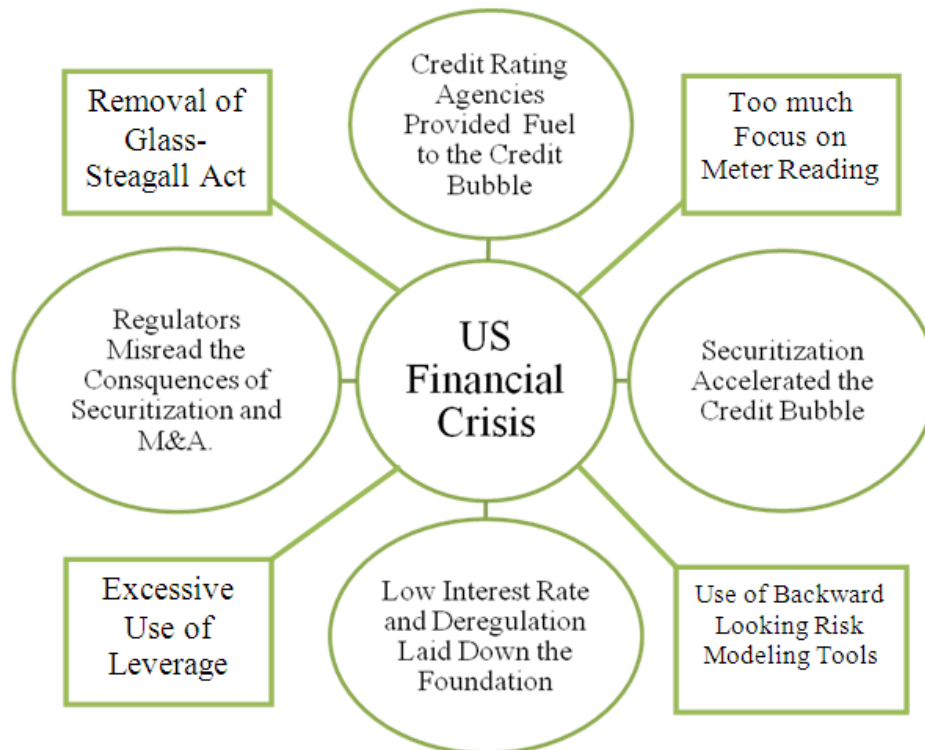 Credit Rating
Agencies
Provided Fuel
to the Credit
Bubble
Removal of
Glass-
Steagall Act
Too much
Focus on
Meter Reading
Regulators
Misread the
Consquences of
Securitization and
M&A.
US
Financial
Crisis
Securitization
Accelerated the
Credit Bubble
Excessive
Use of
Leverage
Low Interest Rate
and Deregulation
Laid Down the
Foundation
Use of Backward
Looking Risk
Modeling Tools